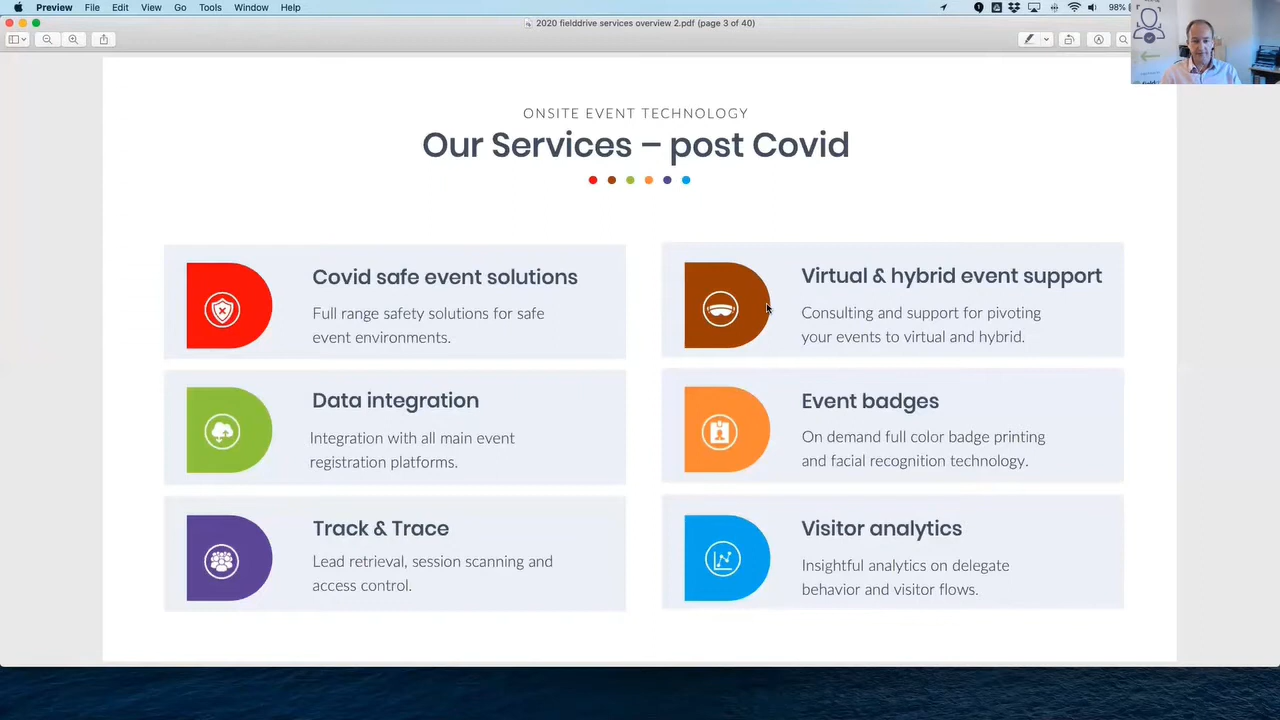 Preview File Edit View Go Tools Window Help
98%
2020 fielddrive services overview 2.pdf (page 3 of 40)
ONSITE EVENT TECHNOLOGY
Our Services – post Covid
Covid safe event solutions
Full range safety solutions for safe
event environments.
Virtual & hybrid event support
Consulting and support for pivoting
your events to virtual and hybrid.
Data integration
Integration with all main event
registration platforms.
Event badges
On demand full color badge printing
and facial recognition technology.
Track & Trace
Lead retrieval, session scanning and
access control.
Visitor analytics
Insightful analytics on delegate
behavior and visitor flows.